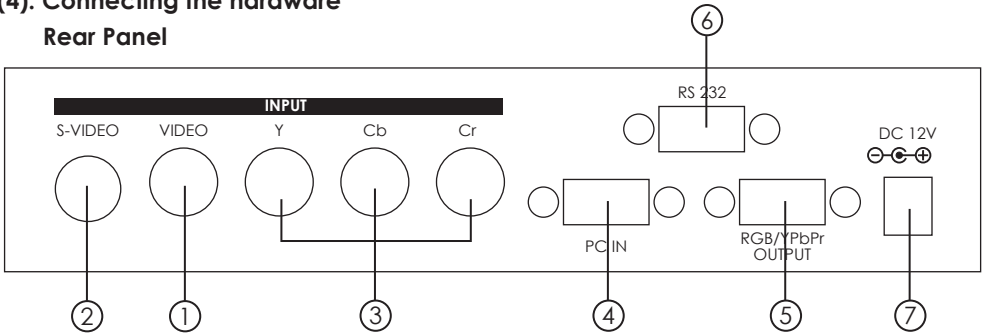 (4). Connecting the hardware
Rear Panel
6
INPUT
RS 232
S-VIDEO VIDEO Y Cb Cr
DC 12V
PC IN
RGB/YPbPr
OUTPUT
2 1 3 4 5 7